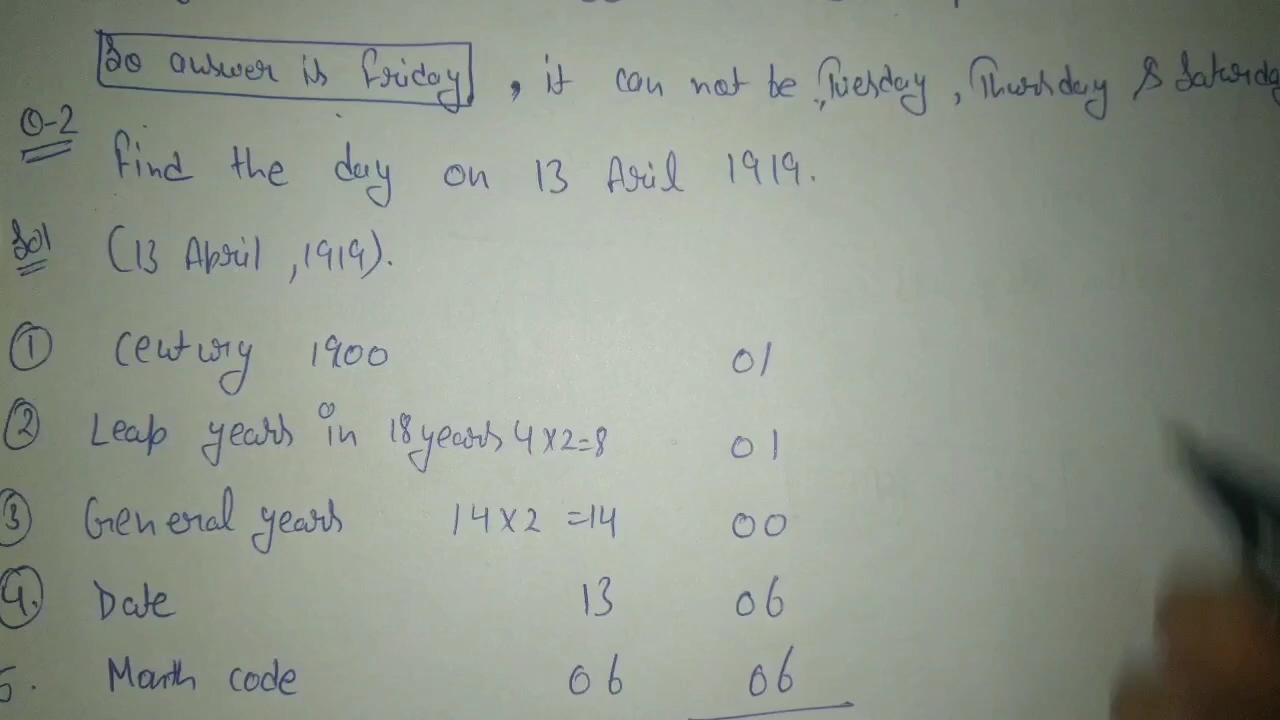 So answer is friday, it can not be Tuesday, Thursday & Saturday
Q-2 find the day on 13 Aril 1919.
Sol (13 April, 1919).
① Century 1900 01
② Leap years in 18 years 4x2=8 01
③ General years 14x2 =14 00
4. Date 13 06
5. Month code 06 06